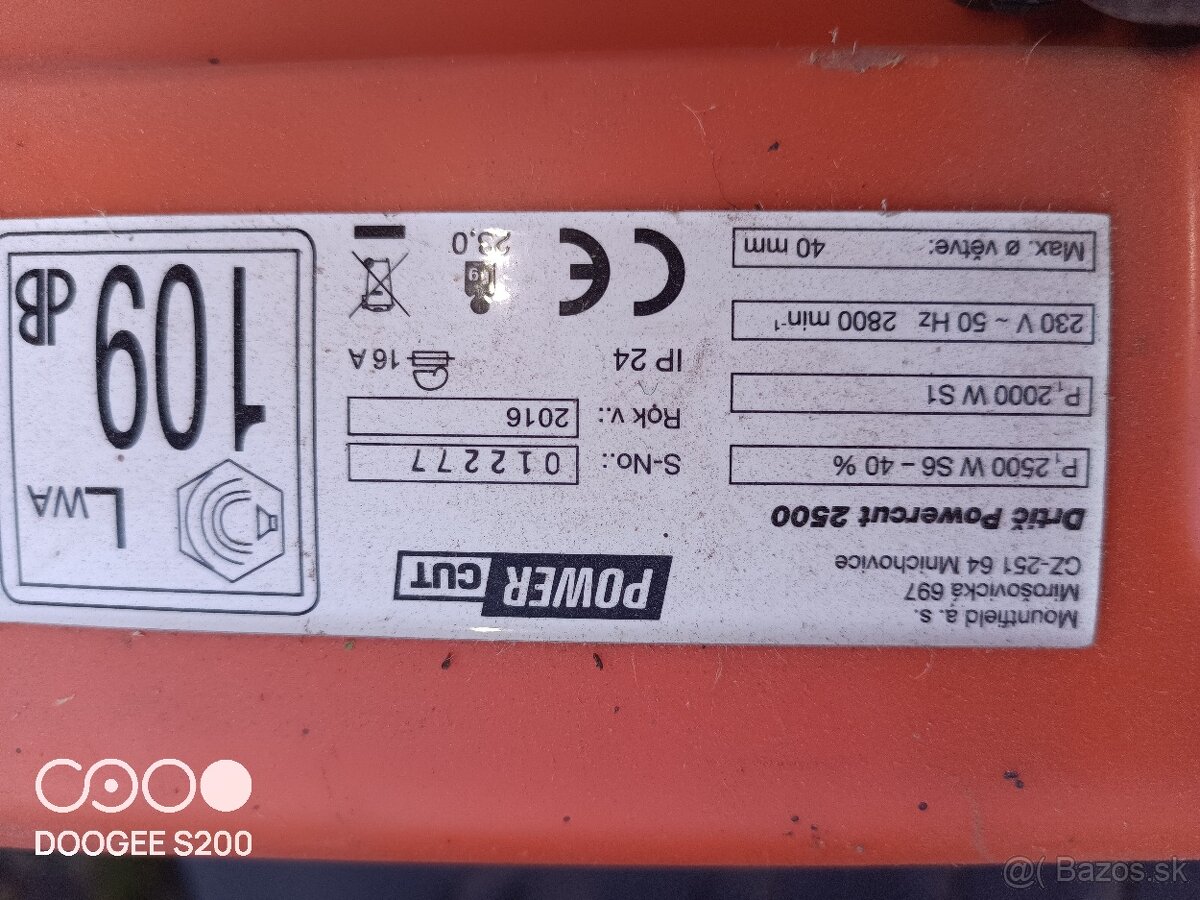 Mountfield a. s.
Mirošovická 697
CZ-251 64 Mnichovice
Drtič Powercut 2500
P₁ 2500 W S6 – 40 %
P₁ 2000 W S1
230 V ~ 50 Hz 2800 min⁻¹
Max. ø větve: 40 mm
POWER CUT
S-No.: 012277
Rok v.: 2016
IP 24
16 A
CE
kg
23,0
LWA
109
dB
DOOGEE S200
@( Bazos.sk